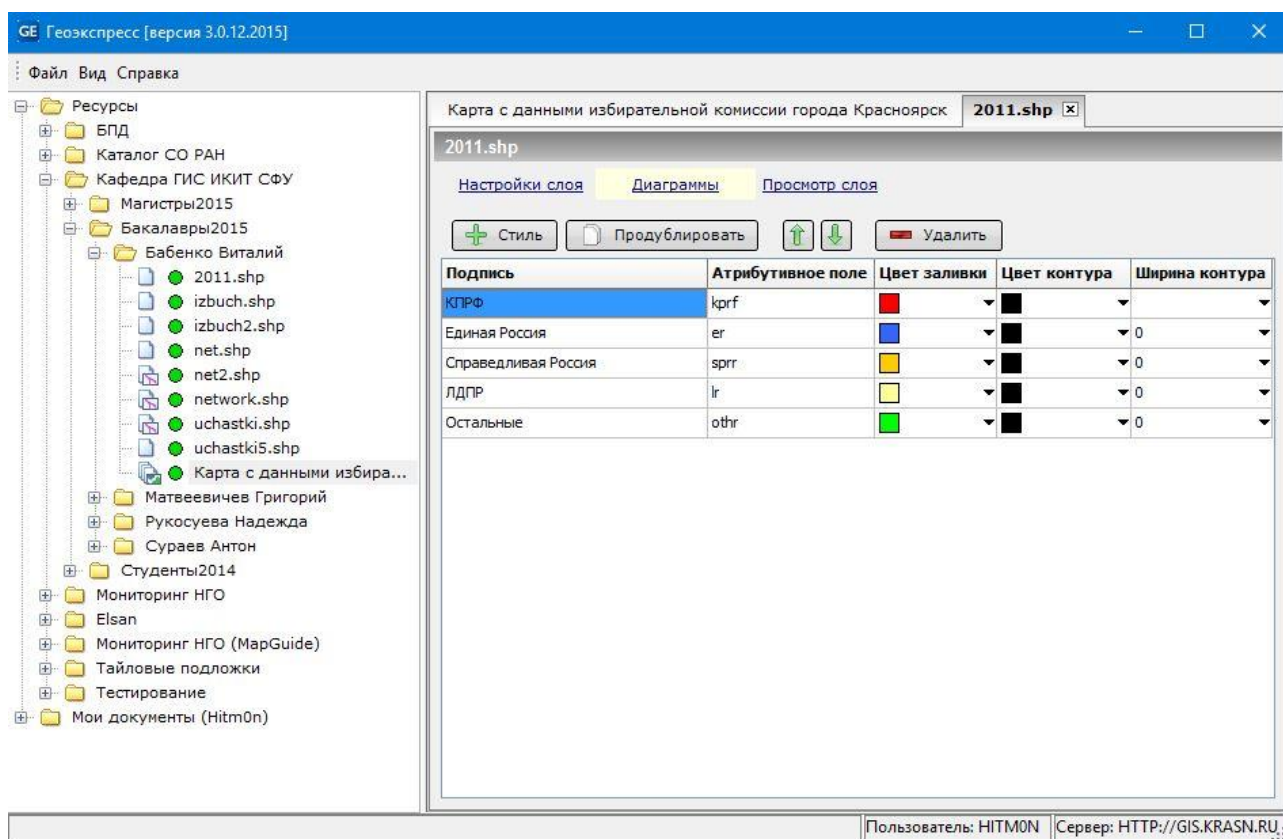 GE Геоэкспресс [версия 3.0.12.2015]
Файл Вид Справка
Ресурсы
БПД
Каталог СО РАН
Кафедра ГИС ИКИТ СФУ
Магистры2015
Бакалавры2015
Бабенко Виталий
2011.shp
izbuch.shp
izbuch2.shp
net.shp
net2.shp
network.shp
uchastki.shp
uchastki5.shp
Карта с данными избира...
Матвеевичев Григорий
Рукосуева Надежда
Сураев Антон
Студенты2014
Мониторинг НГО
Elsan
Мониторинг НГО (MapGuide)
Тайловые подложки
Тестирование
Мои документы (Hitm0n)
Карта с данными избирательной комиссии города Красноярск 2011.shp
2011.shp
Настройки слоя Диаграммы Просмотр слоя
Стиль Продублировать Удалить
Подпись Атрибутивное поле Цвет заливки Цвет контура Ширина контура
КПРФ kprf
Единая Россия er 0
Справедливая Россия sprr 0
ЛДПР lr 0
Остальные othr 0
Пользователь: HITM0N Сервер: HTTP://GIS.KRASN.RU